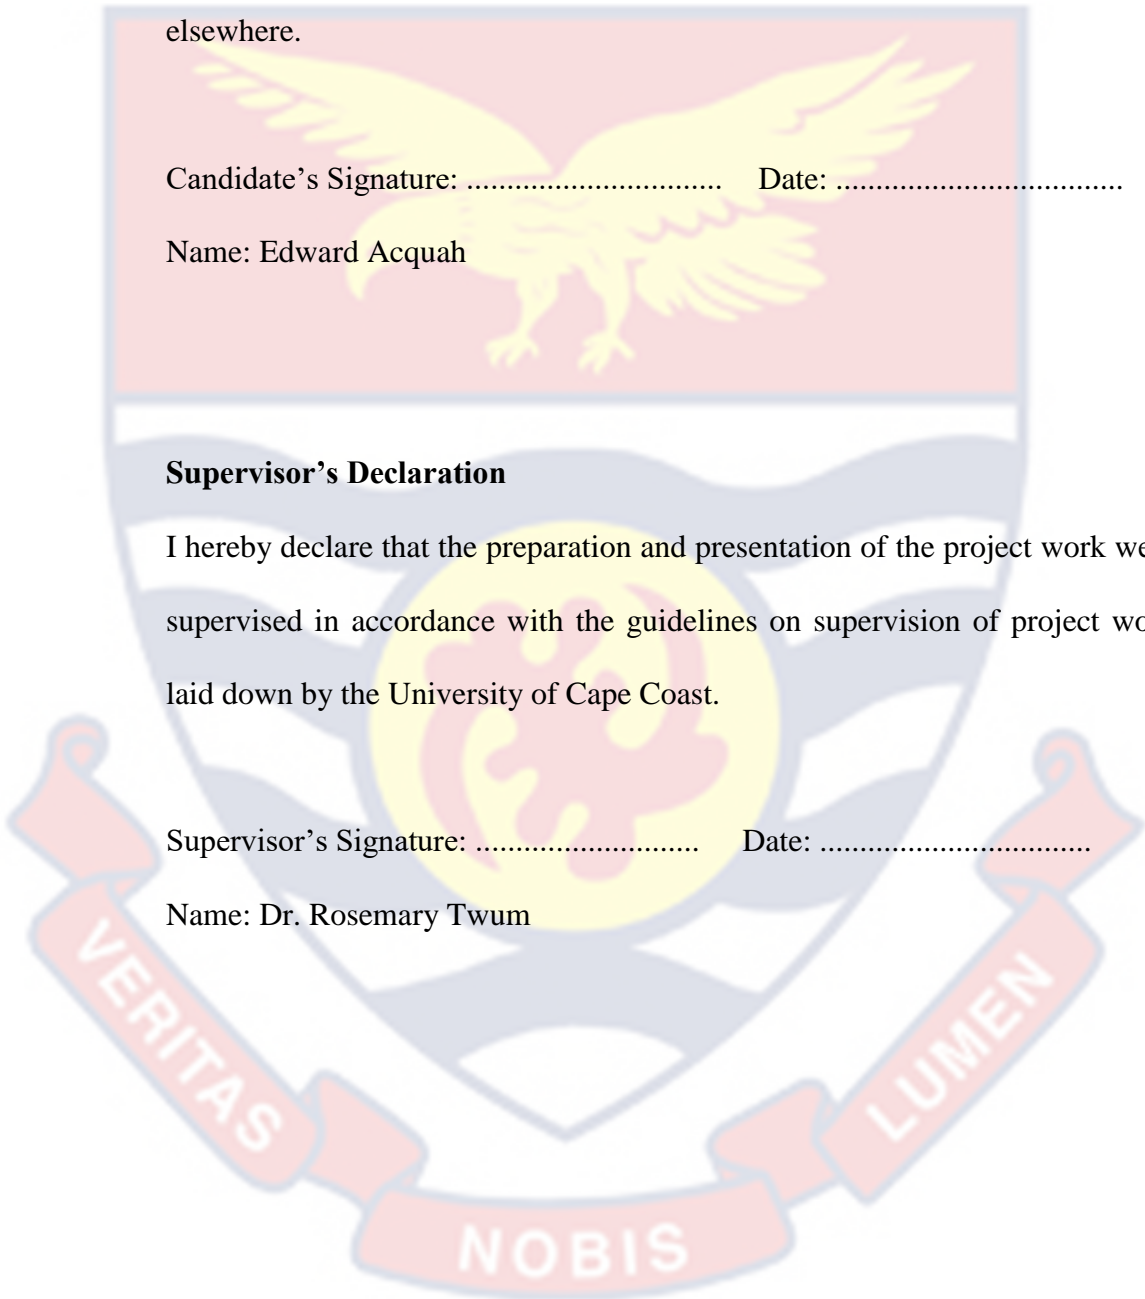 elsewhere.
Candidate’s Signature: ................................ Date: ....................................
Name: Edward Acquah
Supervisor’s Declaration
I hereby declare that the preparation and presentation of the project work we
supervised in accordance with the guidelines on supervision of project wo
laid down by the University of Cape Coast.
Supervisor’s Signature: ............................ Date: ..................................
Name: Dr. Rosemary Twum
VERITAS
NOBIS
LUMEN